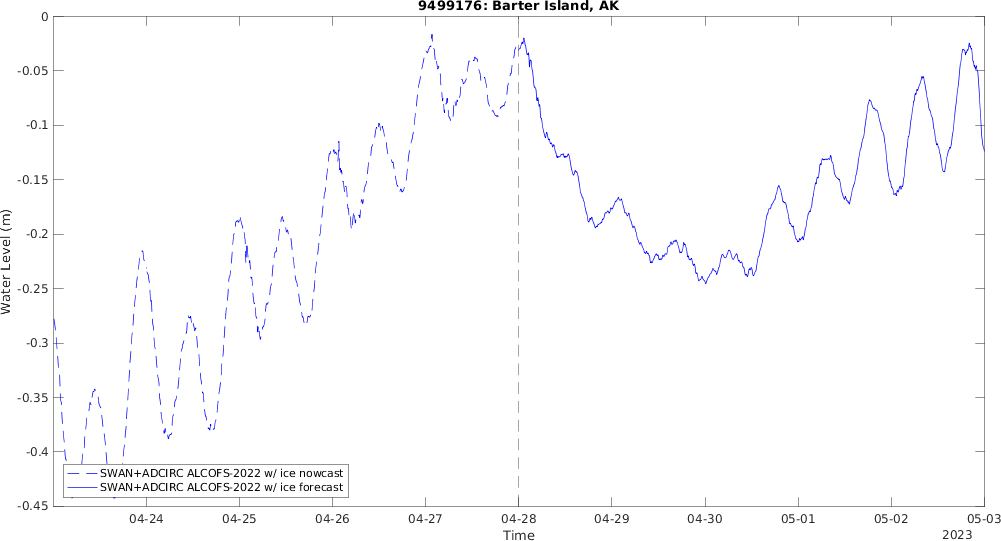 9499176: Barter Island, AK
0
-0.05
-0.1
-0.15
-0.2
-0.25
-0.3
-0.35
-0.4
-0.45
Water Level (m)
SWAN+ADCIRC ALCOFS-2022 w/ ice nowcast
SWAN+ADCIRC ALCOFS-2022 w/ ice forecast
04-24 04-25 04-26 04-27 04-28 04-29 04-30 05-01 05-02 05-03
Time
2023